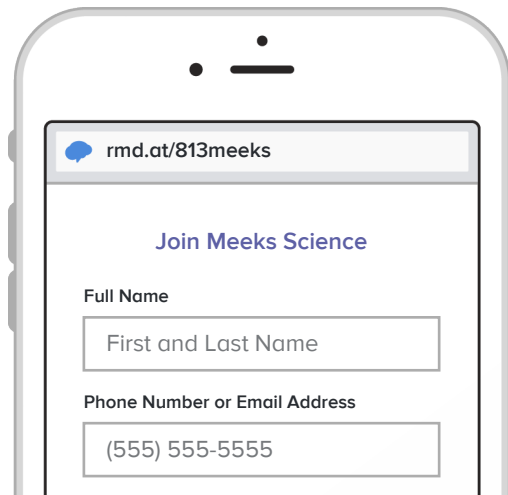 rmd.at/813meeks
Join Meeks Science
Full Name
First and Last Name
Phone Number or Email Address
(555) 555-5555